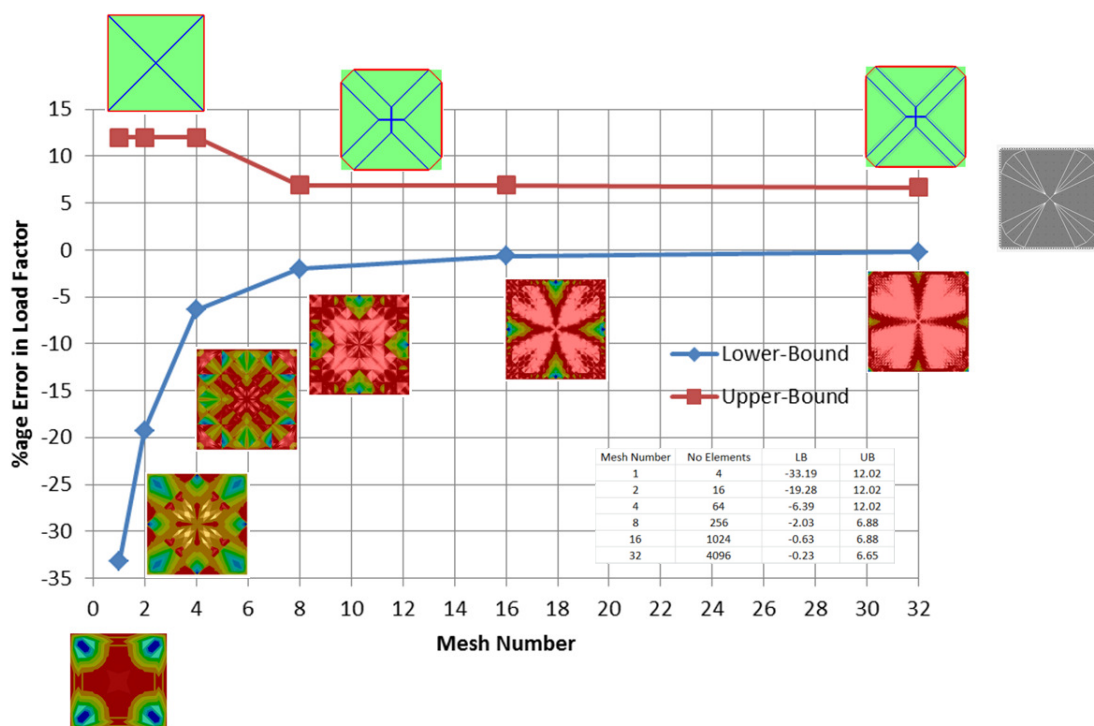 15
10
5
0
-5
-10
-15
-20
-25
-30
-35
%age Error in Load Factor
Lower-Bound
Upper-Bound
Mesh Number No Elements LB UB
1 4 -33.19 12.02
2 16 -19.28 12.02
4 64 -6.39 12.02
8 256 -2.03 6.88
16 1024 -0.63 6.88
32 4096 -0.23 6.65
0 2 4 6 8 10 12 14 16 18 20 22 24 26 28 30 32
Mesh Number